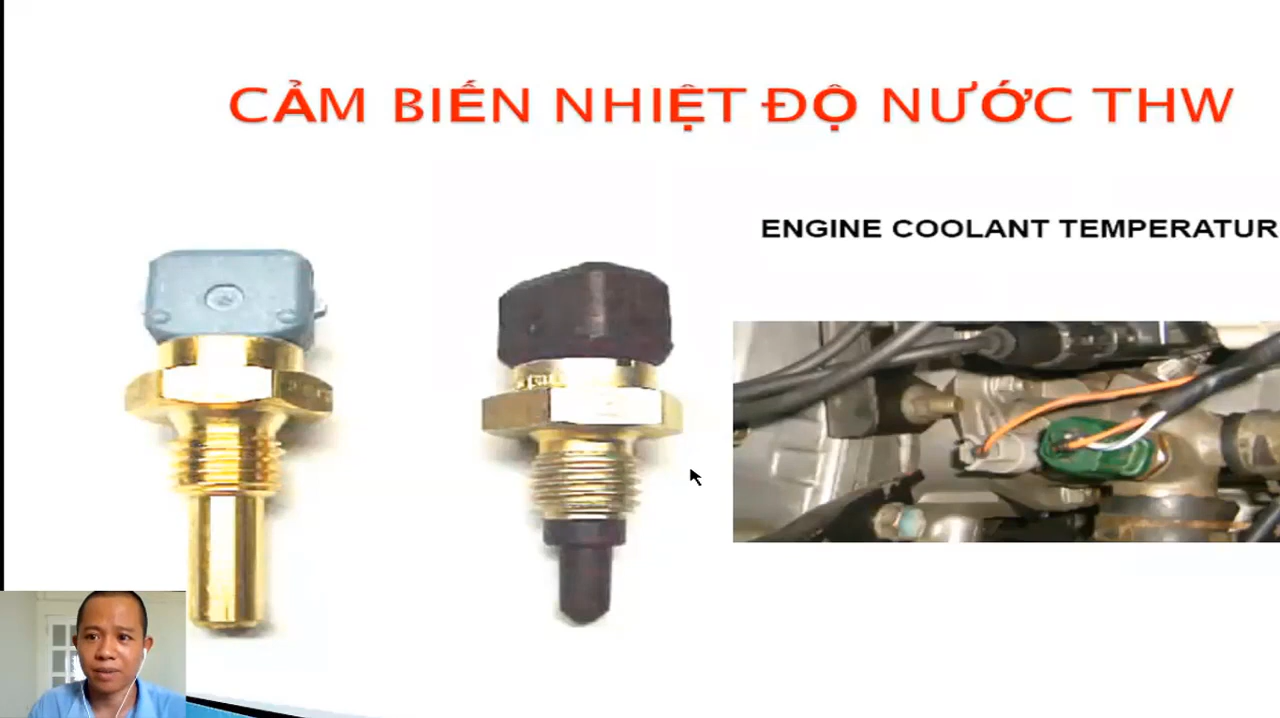 CẢM BIẾN NHIỆT ĐỘ NƯỚC THW
ENGINE COOLANT TEMPERATUR